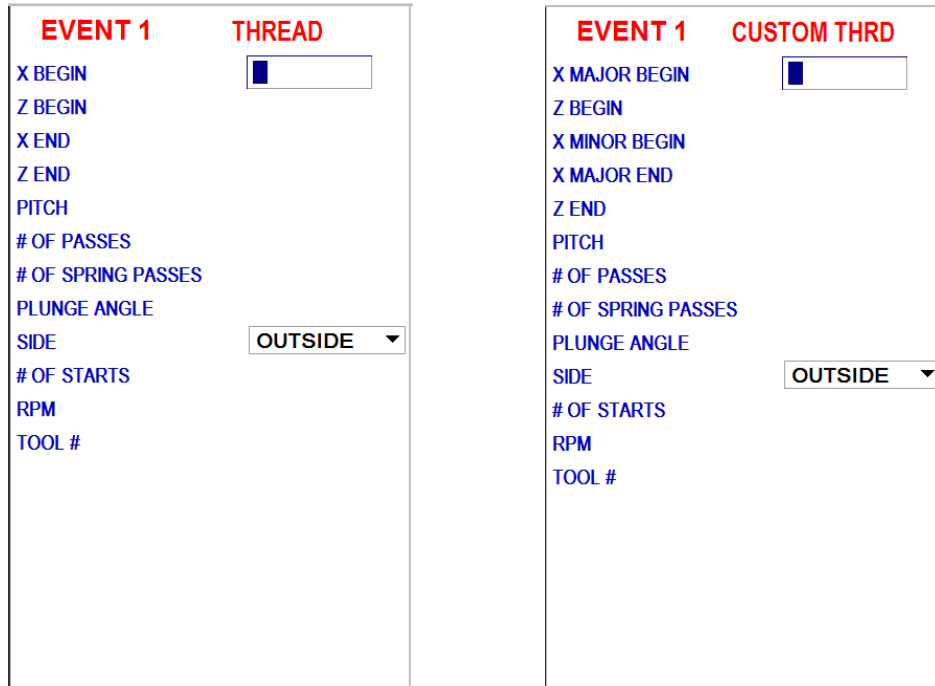 EVENT 1 THREAD
X BEGIN
Z BEGIN
X END
Z END
PITCH
# OF PASSES
# OF SPRING PASSES
PLUNGE ANGLE
SIDE OUTSIDE
# OF STARTS
RPM
TOOL #
EVENT 1 CUSTOM THRD
X MAJOR BEGIN
Z BEGIN
X MINOR BEGIN
X MAJOR END
Z END
PITCH
# OF PASSES
# OF SPRING PASSES
PLUNGE ANGLE
SIDE OUTSIDE
# OF STARTS
RPM
TOOL #